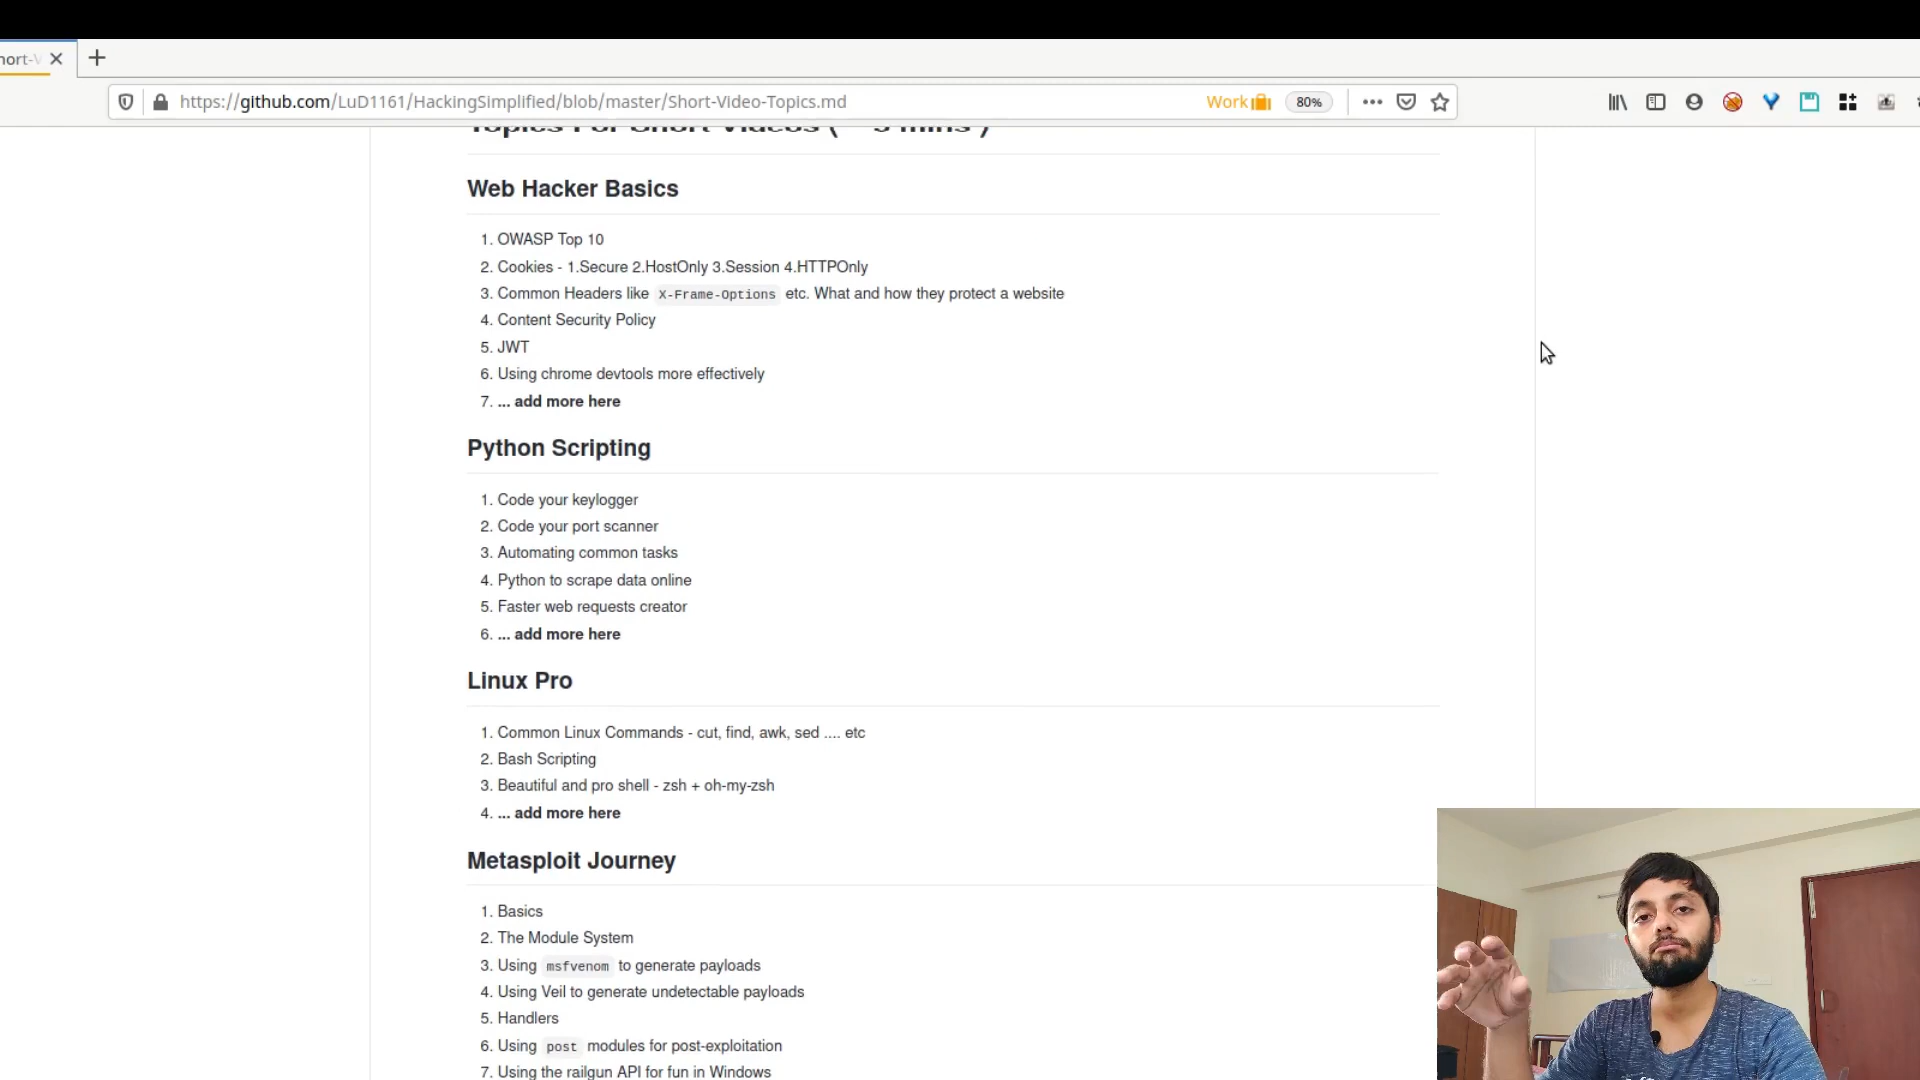 hort-V
https://github.com/LuD1161/HackingSimplified/blob/master/Short-Video-Topics.md
Work
80%
Topics For Short Videos ( ~ 5 mins )
Web Hacker Basics
1. OWASP Top 10
2. Cookies - 1.Secure 2.HostOnly 3.Session 4.HTTPOnly
3. Common Headers like X-Frame-Options etc. What and how they protect a website
4. Content Security Policy
5. JWT
6. Using chrome devtools more effectively
7. ... add more here
Python Scripting
1. Code your keylogger
2. Code your port scanner
3. Automating common tasks
4. Python to scrape data online
5. Faster web requests creator
6. ... add more here
Linux Pro
1. Common Linux Commands - cut, find, awk, sed .... etc
2. Bash Scripting
3. Beautiful and pro shell - zsh + oh-my-zsh
4. ... add more here
Metasploit Journey
1. Basics
2. The Module System
3. Using msfvenom to generate payloads
4. Using Veil to generate undetectable payloads
5. Handlers
6. Using post modules for post-exploitation
7. Using the railgun API for fun in Windows